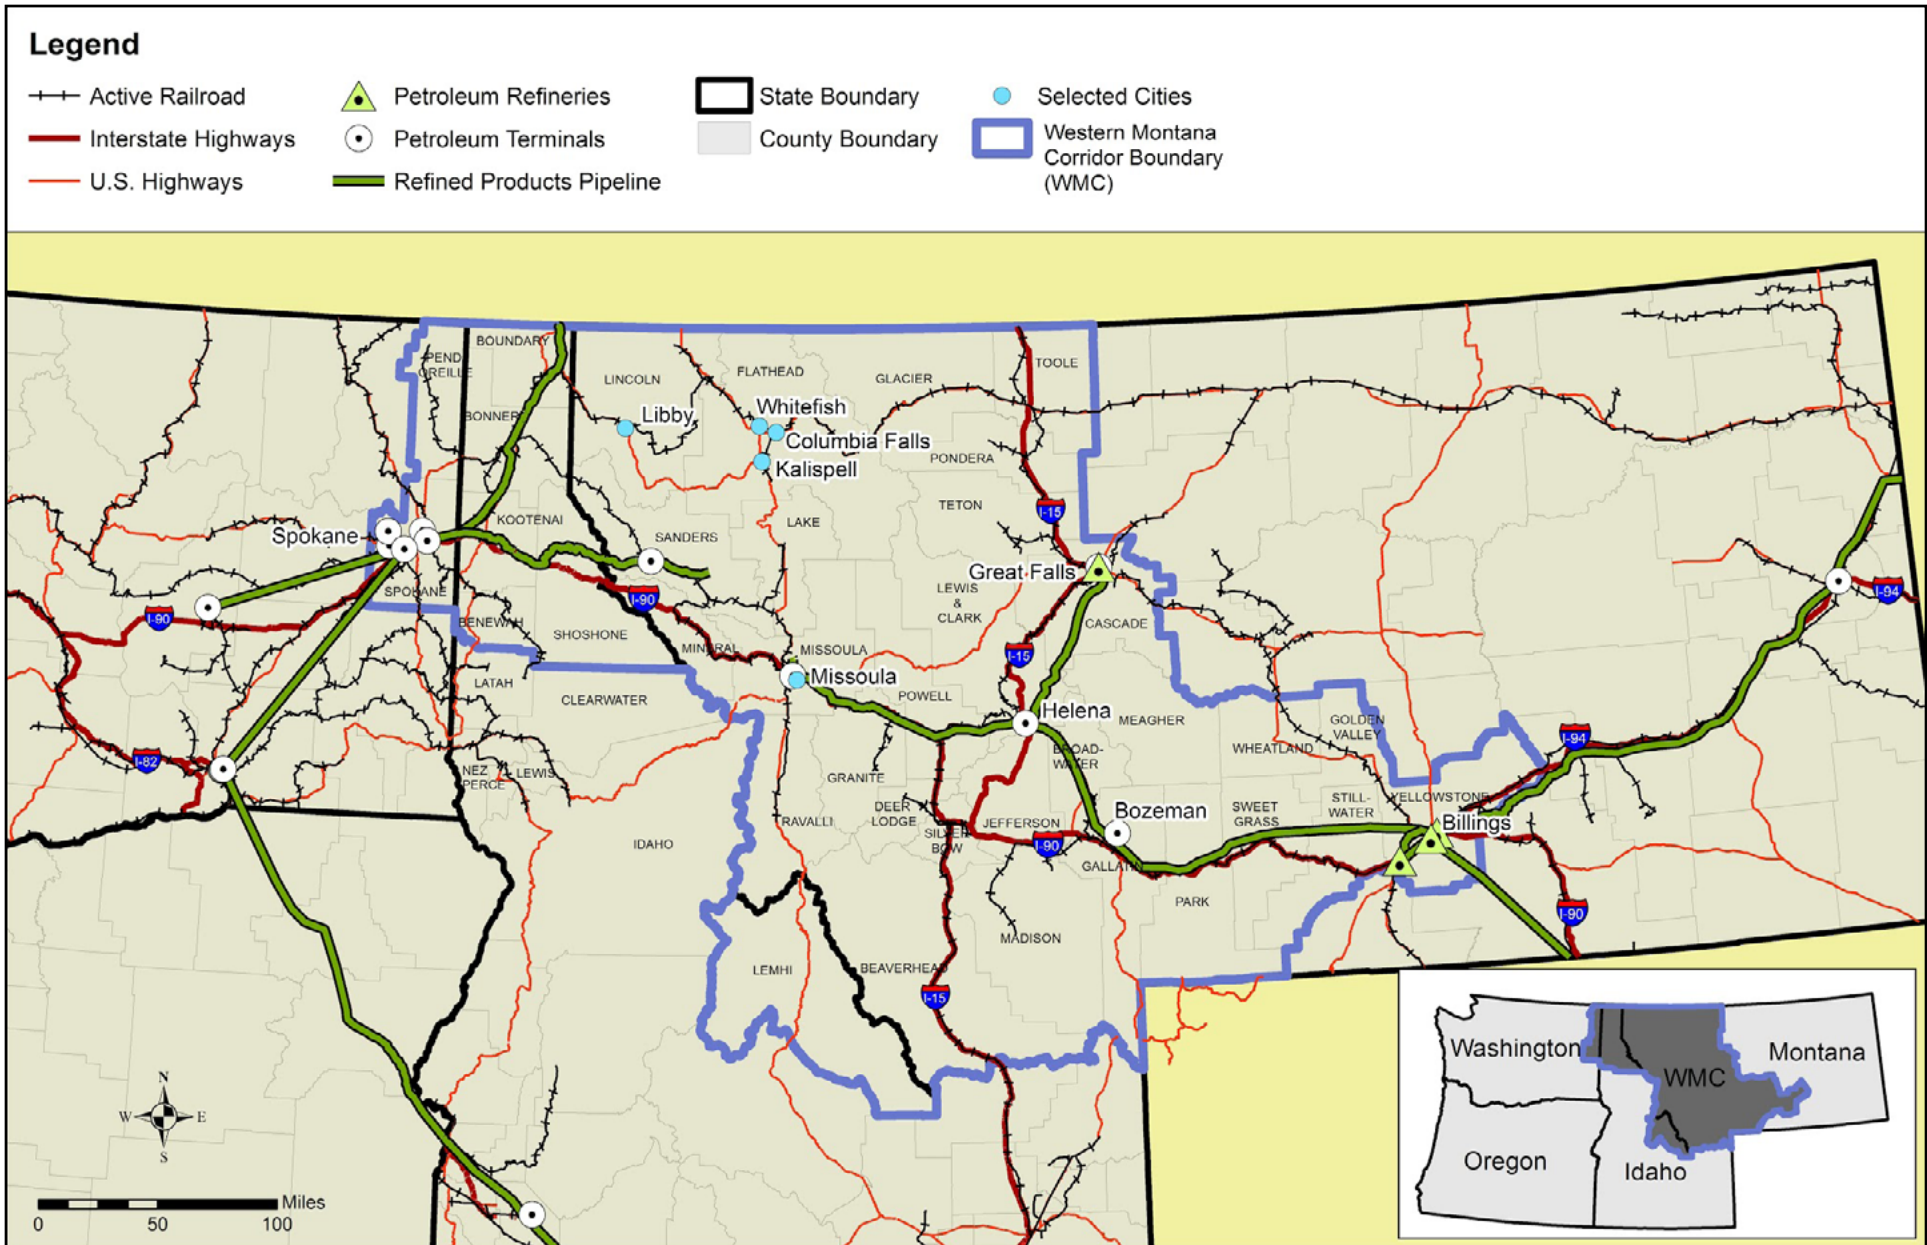 Legend
Active Railroad
Interstate Highways
U.S. Highways
Petroleum Refineries
Petroleum Terminals
Refined Products Pipeline
State Boundary
County Boundary
Selected Cities
Western Montana
Corridor Boundary
(WMC)
BOUNDARY
PEND
OREILLE
BONNER
LINCOLN
FLATHEAD
GLACIER
TOOLE
Libby
Whitefish
Columbia Falls
Kalispell
PONDERA
TETON
I-15
Spokane
KOOTENAI
SANDERS
LAKE
Great Falls
LEWIS
&
CLARK
CASCADE
I-90
SPOKANE
I-90
I-94
BENEWAH
SHOSHONE
MINERAL
MISSOULA
I-15
Missoula
LATAH
CLEARWATER
POWELL
Helena
MEAGHER
GOLDEN
VALLEY
WHEATLAND
I-94
BROAD-
WATER
I-82
NEZ
PERCE
LEWIS
GRANITE
DEER
LODGE
RAVALLI
SILVER
BOW
JEFFERSON
I-90
Bozeman
SWEET
GRASS
STILL-
WATER
YELLOWSTONE
Billings
IDAHO
GALLATIN
PARK
I-90
MADISON
LEMHI
BEAVERHEAD
I-15
N
W
E
S
Miles
0
50
100
Washington
Montana
WMC
Oregon
Idaho